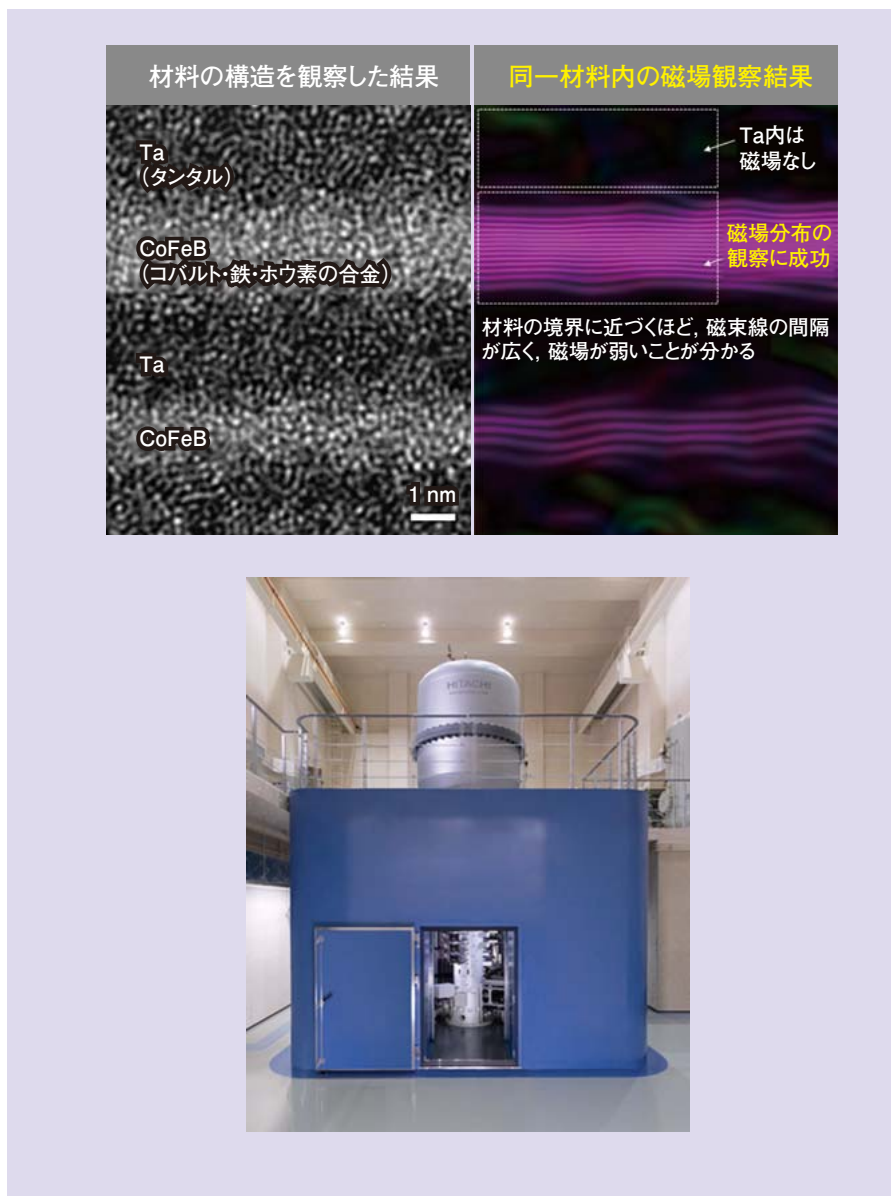 材料の構造を観察した結果
同一材料内の磁場観察結果
Ta
(タンタル)
CoFeB
(コバルト・鉄・ホウ素の合金)
Ta
CoFeB
1 nm
Ta内は
磁場なし
磁場分布の
観察に成功
材料の境界に近づくほど, 磁束線の間隔
が広く, 磁場が弱いことが分かる
HITACHI